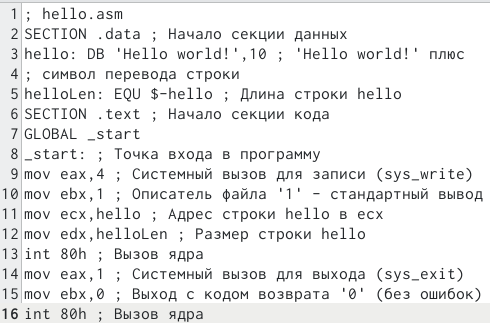 1 ; hello.asm
2 SECTION .data ; Начало секции данных
3 hello: DB 'Hello world!',10 ; 'Hello world!' плюс
4 ; символ перевода строки
5 helloLen: EQU $-hello ; Длина строки hello
6 SECTION .text ; Начало секции кода
7 GLOBAL _start
8 _start: ; Точка входа в программу
9 mov eax,4 ; Системный вызов для записи (sys_write)
10 mov ebx,1 ; Описатель файла '1' - стандартный вывод
11 mov ecx,hello ; Адрес строки hello в ecx
12 mov edx,helloLen ; Размер строки hello
13 int 80h ; Вызов ядра
14 mov eax,1 ; Системный вызов для выхода (sys_exit)
15 mov ebx,0 ; Выход с кодом возврата '0' (без ошибок)
16 int 80h ; Вызов ядра